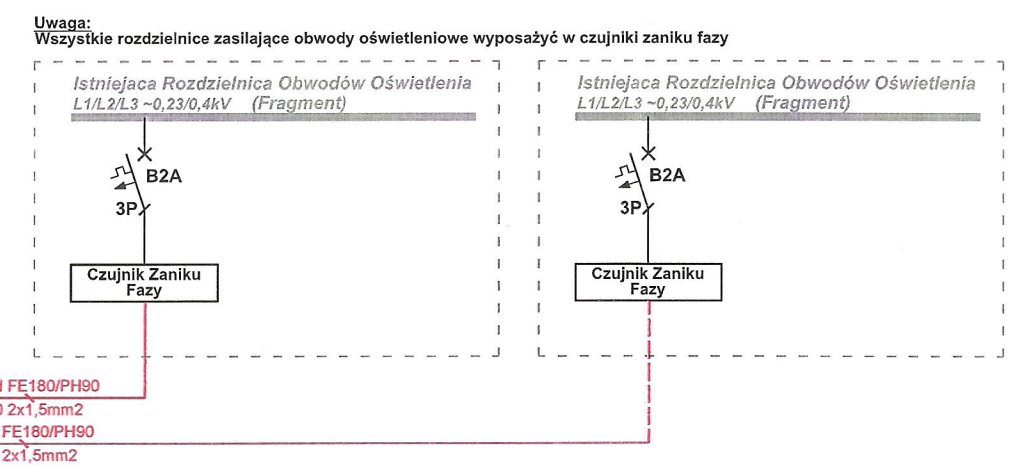 Uwaga:
Wszystkie rozdzielnice zasilające obwody oświetleniowe wyposażyć w czujniki zaniku fazy
Istniejaca Rozdzielnica Obwodów Oświetlenia
L1/L2/L3 ~0,23/0,4kV (Fragment)
B2A
3P
Czujnik Zaniku
Fazy
Istniejaca Rozdzielnica Obwodów Oświetlenia
L1/L2/L3 ~0,23/0,4kV (Fragment)
B2A
3P
Czujnik Zaniku
Fazy
FE180/PH90
2x1,5mm2
FE180/PH90
2x1,5mm2